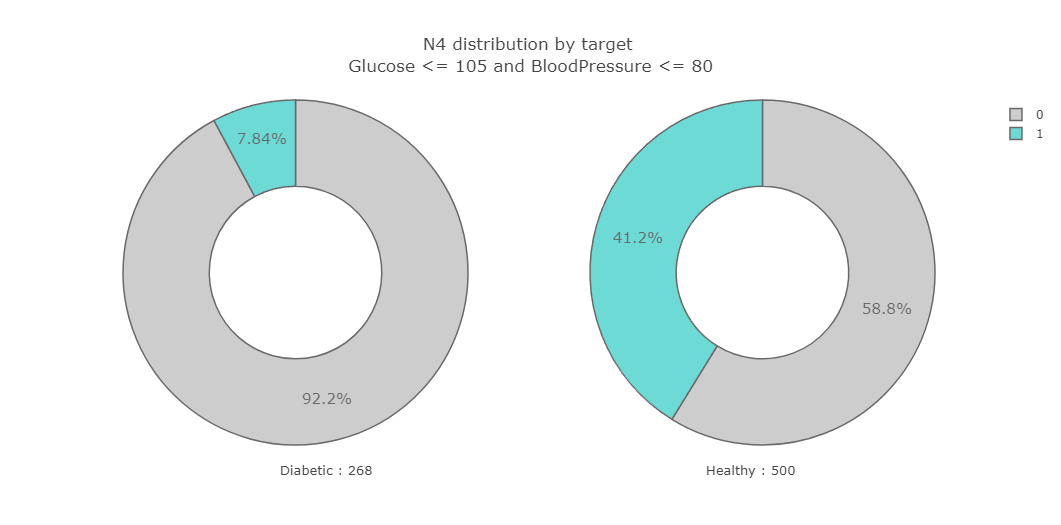 N4 distribution by target
Glucose <= 105 and BloodPressure <= 80
0
1
7.84%
92.2%
41.2%
58.8%
Diabetic : 268
Healthy : 500